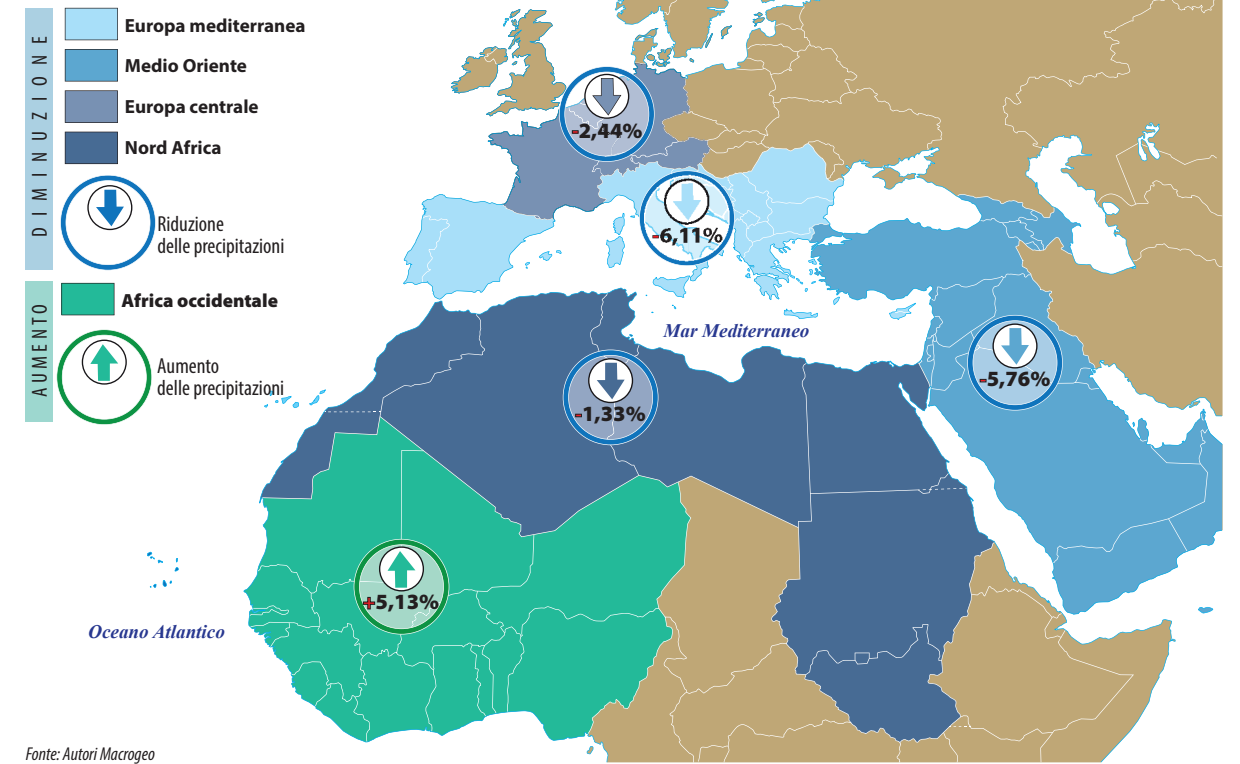 DIMINUZIONE
Europa mediterranea
Medio Oriente
Europa centrale
Nord Africa
Riduzione
delle precipitazioni
AUMENTO
Africa occidentale
Aumento
delle precipitazioni
-2,44%
-6,11%
Mar Mediterraneo
-5,76%
-1,33%
+5,13%
Oceano Atlantico
Fonte: Autori Macrogeo